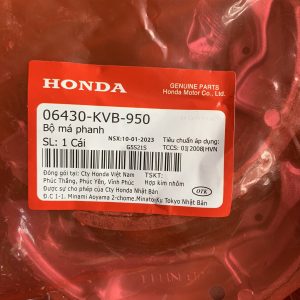 HONDA
GENUINE PARTS
Honda Motor Co., Ltd.
06430-KVB-950
Bộ má phanh
NSX:10-01-2023
Tiêu chuẩn áp dụng:
SL: 1 Cái
G5521S
TCCS: 03:2008/HVN
Đóng gói tại: Cty Honda Việt Nam
TSKT:
Phúc Thắng, Phúc Yên, Vĩnh Phúc
Hợp kim nhôm
Được sự cho phép của Cty Honda Nhật Bản
ĐTK
Đ.C 1-1. Minami Aoyama 2-chome,Minato-Ku Tokyo Nhật Bản